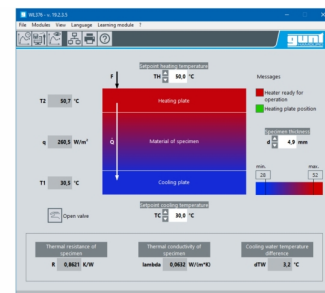 WL376 - v. 19.2.3.5
File Modules View Language Learning module ?
gunt
Setpoint heating temperature
F TH 50,0 °C Messages
T2 50,7 °C Heating plate Heater ready for operation
Heating plate position
q 260,5 W/m² Q Material of specimen Specimen thickness
d 4,9 mm
min. max.
28 52
T1 30,5 °C Cooling plate
Setpoint cooling temperature
Open valve TC 30,0 °C
Thermal resistance of specimen Thermal conductivity of specimen Cooling water temperature difference
R 0,0621 K/W lambda 0,0632 W/(m*K) dTW 3,2 °C